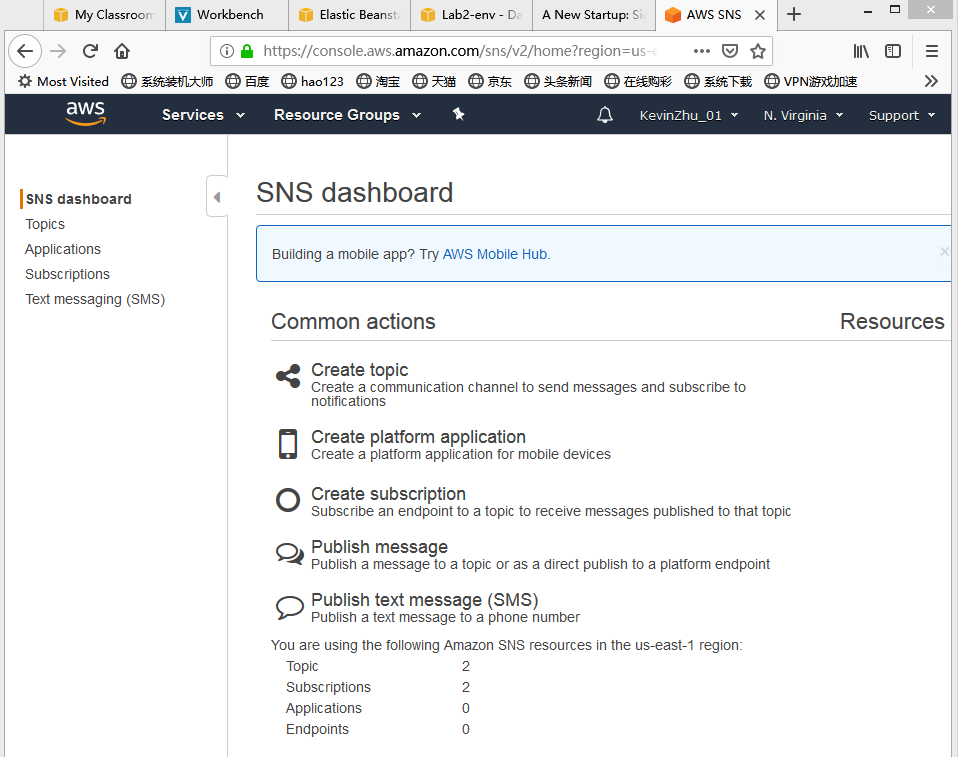 My Classroom
Workbench
Elastic Beanst
Lab2-env - Da
A New Startup: Si
AWS SNS
https://console.aws.amazon.com/sns/v2/home?region=us-e
Most Visited 系统装机大师 百度 hao123 淘宝 天猫 京东 头条新闻 在线购彩 系统下载 VPN游戏加速
aws Services Resource Groups KevinZhu_01 N. Virginia Support
SNS dashboard
Topics
Applications
Subscriptions
Text messaging (SMS)
SNS dashboard
Building a mobile app? Try AWS Mobile Hub.
Common actions
Resources
Create topic
Create a communication channel to send messages and subscribe to
notifications
Create platform application
Create a platform application for mobile devices
Create subscription
Subscribe an endpoint to a topic to receive messages published to that topic
Publish message
Publish a message to a topic or as a direct publish to a platform endpoint
Publish text message (SMS)
Publish a text message to a phone number
You are using the following Amazon SNS resources in the us-east-1 region:
Topic 2
Subscriptions 2
Applications 0
Endpoints 0